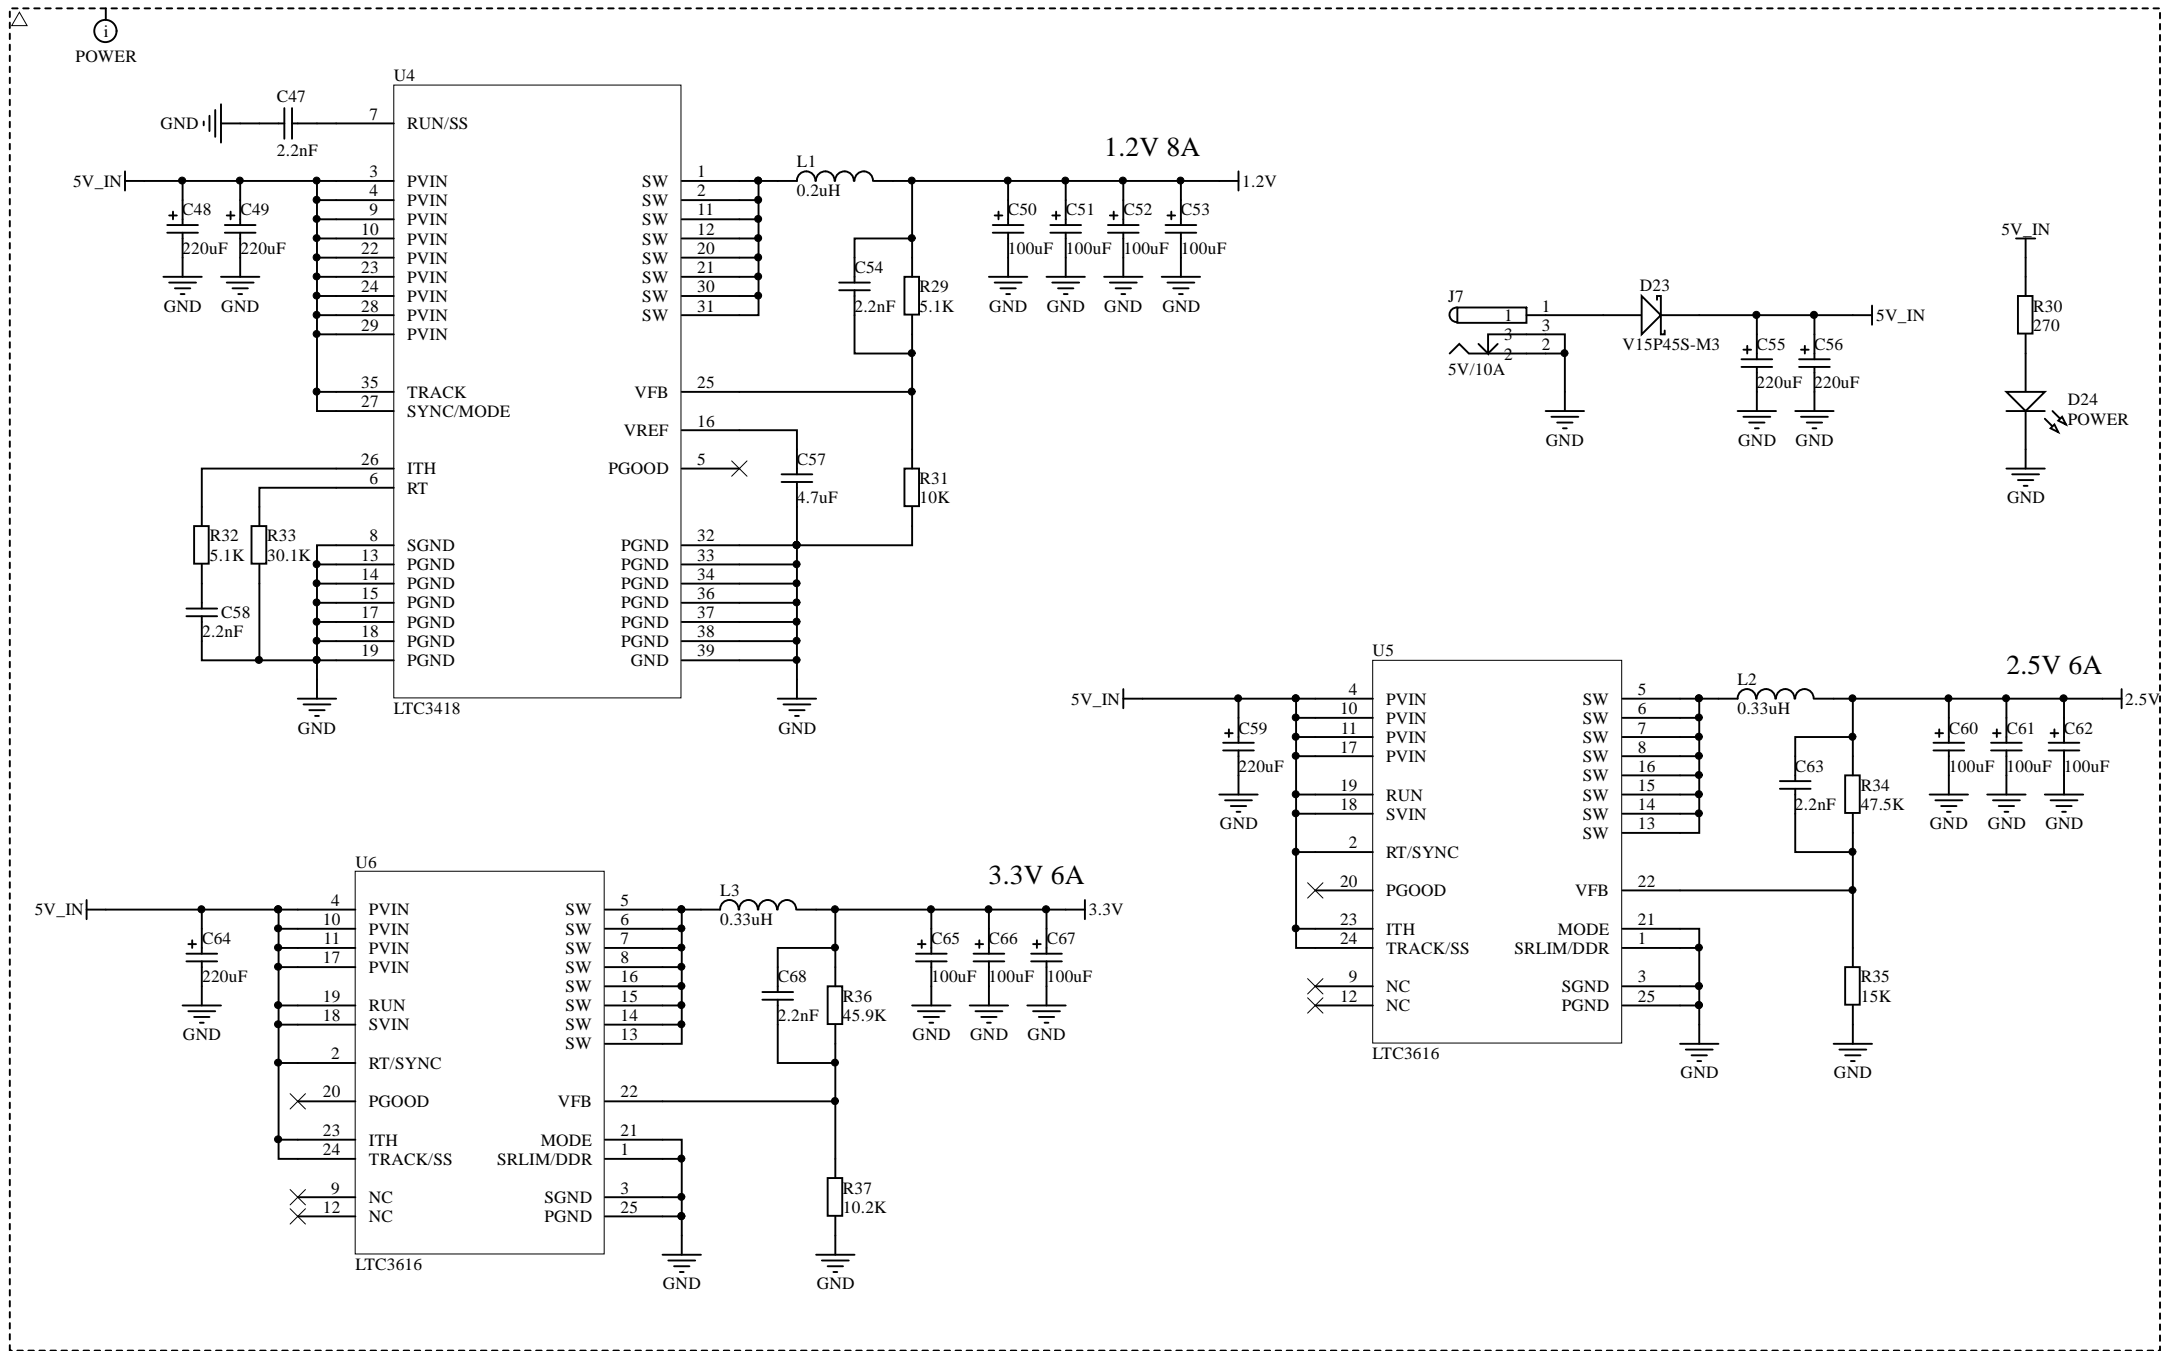 i
POWER
U4
C47
GND
2.2nF
7 RUN/SS
5V_IN
C48 C49
220uF 220uF
GND GND
3 PVIN
4 PVIN
9 PVIN
10 PVIN
22 PVIN
23 PVIN
24 PVIN
28 PVIN
29 PVIN
35 TRACK
27 SYNC/MODE
26 ITH
6 RT
R32 R33
5.1K 30.1K
C58
2.2nF
8 SGND
13 PGND
14 PGND
15 PGND
17 PGND
18 PGND
19 PGND
GND
LTC3418
SW 1
SW 2
SW 11
SW 12
SW 20
SW 21
SW 30
SW 31
VFB 25
VREF 16
PGOOD 5
PGND 32
PGND 33
PGND 34
PGND 36
PGND 37
PGND 38
GND 39
GND
L1
0.2uH
C54
2.2nF
R29
5.1K
C57
4.7uF
R31
10K
1.2V 8A
1.2V
C50 C51 C52 C53
100uF 100uF 100uF 100uF
GND GND GND GND
J7
1 1
3 3
2 2
5V/10A
GND
D23
V15P45S-M3
5V_IN
C55 C56
220uF 220uF
GND GND
5V_IN
R30
270
D24
POWER
GND
U5
5V_IN
C59
220uF
GND
4 PVIN
10 PVIN
11 PVIN
17 PVIN
19 RUN
18 SVIN
2 RT/SYNC
20 PGOOD
23 ITH
24 TRACK/SS
9 NC
12 NC
LTC3616
SW 5
SW 6
SW 7
SW 8
SW 16
SW 15
SW 14
SW 13
VFB 22
MODE 21
SRLIM/DDR 1
SGND 3
PGND 25
GND
L2
0.33uH
2.5V 6A
2.5V
C63
2.2nF
R34
47.5K
R35
15K
GND
C60 C61 C62
100uF 100uF 100uF
GND GND GND
U6
5V_IN
C64
220uF
GND
4 PVIN
10 PVIN
11 PVIN
17 PVIN
19 RUN
18 SVIN
2 RT/SYNC
20 PGOOD
23 ITH
24 TRACK/SS
9 NC
12 NC
LTC3616
SW 5
SW 6
SW 7
SW 8
SW 16
SW 15
SW 14
SW 13
VFB 22
MODE 21
SRLIM/DDR 1
SGND 3
PGND 25
GND
L3
0.33uH
3.3V 6A
3.3V
C68
2.2nF
R36
45.9K
R37
10.2K
GND
C65 C66 C67
100uF 100uF 100uF
GND GND GND